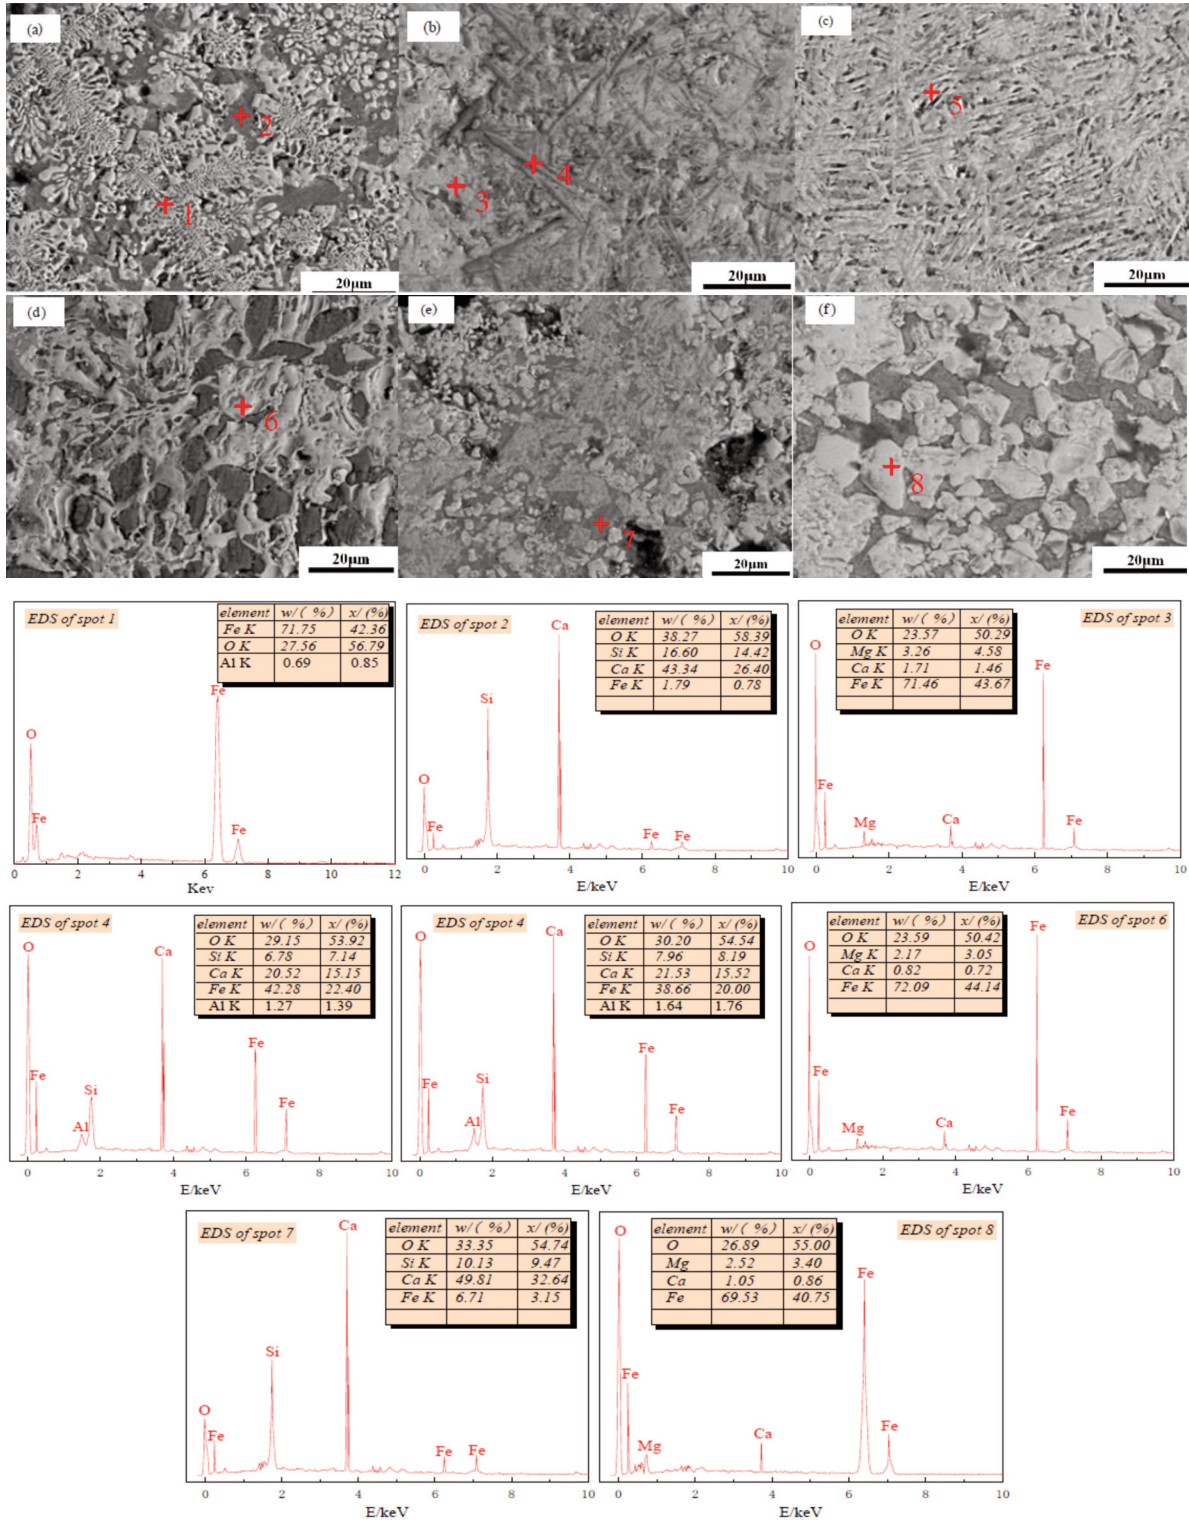 (a)
2
1
20μm
(b)
3
4
20μm
(c)
5
20μm
(d)
6
20μm
(e)
7
20μm
(f)
8
20μm
EDS of spot 1
element w/( %) x/(%)
Fe K 71.75 42.36
O K 27.56 56.79
Al K 0.69 0.85
O
Fe
Fe
Fe
0 2 4 6 8 10 12
Kev
EDS of spot 2
element w/( %) x/(%)
O K 38.27 58.39
Si K 16.60 14.42
Ca K 43.34 26.40
Fe K 1.79 0.78
Ca
Si
O
Fe
Fe
Fe
0 2 4 6 8 10
E/keV
EDS of spot 3
element w/( %) x/(%)
O K 23.57 50.29
Mg K 3.26 4.58
Ca K 1.71 1.46
Fe K 71.46 43.67
O
Fe
Fe
Mg
Ca
Fe
0 2 4 6 8 10
E/keV
EDS of spot 4
element w/( %) x/(%)
O K 29.15 53.92
Si K 6.78 7.14
Ca K 20.52 15.15
Fe K 42.28 22.40
Al K 1.27 1.39
O
Ca
Fe
Fe
Si
Al
Fe
0 2 4 6 8 10
E/keV
EDS of spot 4
element w/( %) x/(%)
O K 30.20 54.54
Si K 7.96 8.19
Ca K 21.53 15.52
Fe K 38.66 20.00
Al K 1.64 1.76
O
Ca
Fe
Fe
Si
Al
Fe
0 2 4 6 8 10
E/keV
EDS of spot 6
element w/( %) x/(%)
O K 23.59 50.42
Mg K 2.17 3.05
Ca K 0.82 0.72
Fe K 72.09 44.14
O
Fe
Fe
Mg
Ca
Fe
0 2 4 6 8 10
E/keV
EDS of spot 7
element w/( %) x/(%)
O K 33.35 54.74
Si K 10.13 9.47
Ca K 49.81 32.64
Fe K 6.71 3.15
Ca
Si
O
Fe
Fe
Fe
0 2 4 6 8 10
E/keV
EDS of spot 8
element w/( %) x/(%)
O 26.89 55.00
Mg 2.52 3.40
Ca 1.05 0.86
Fe 69.53 40.75
O
Fe
Fe
Mg
Ca
Fe
0 2 4 6 8 10
E/keV